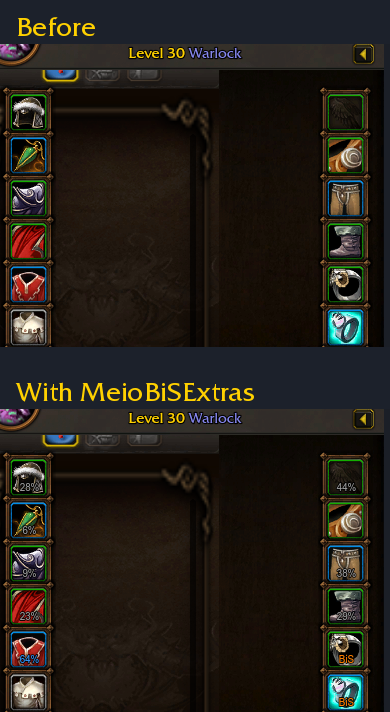 Before
Level 30 Warlock
With MeioBiSExtras
Level 30 Warlock
28%
44%
6%
9%
38%
23%
29%
64%
BiS
BiS